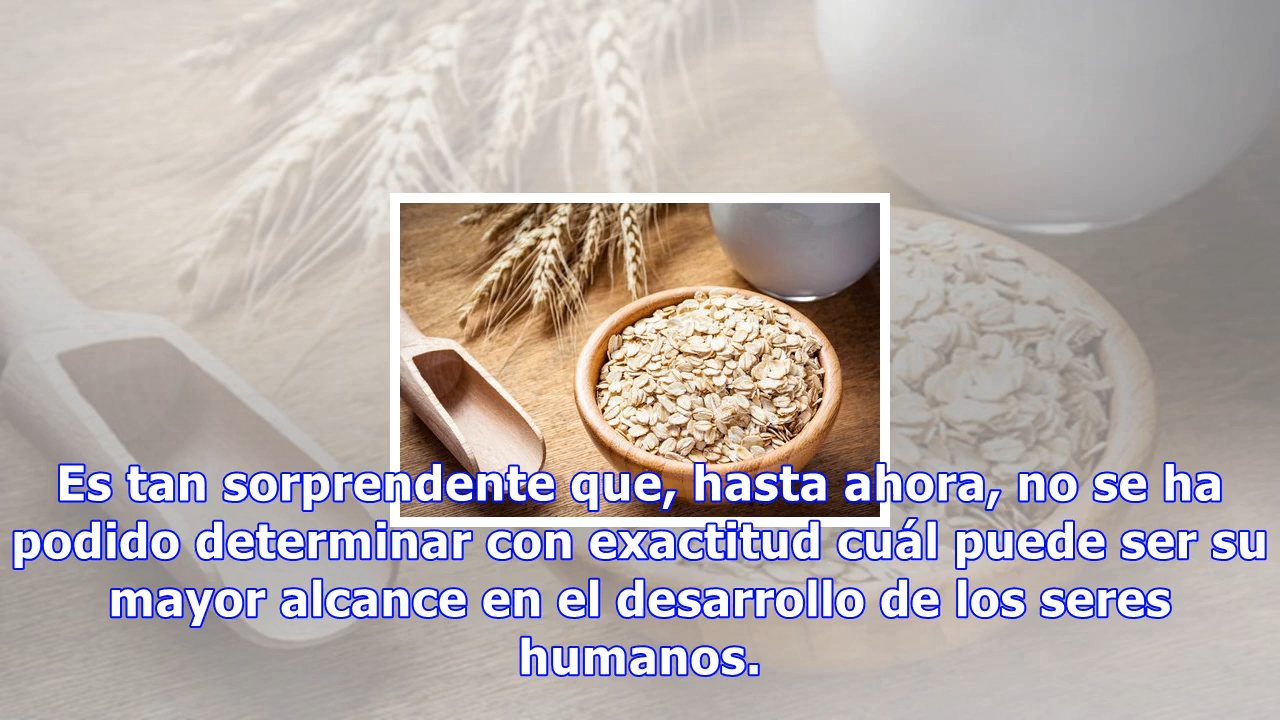 Es tan sorprendente que, hasta ahora, no se ha
podido determinar con exactitud cuál puede ser su
mayor alcance en el desarrollo de los seres
humanos.